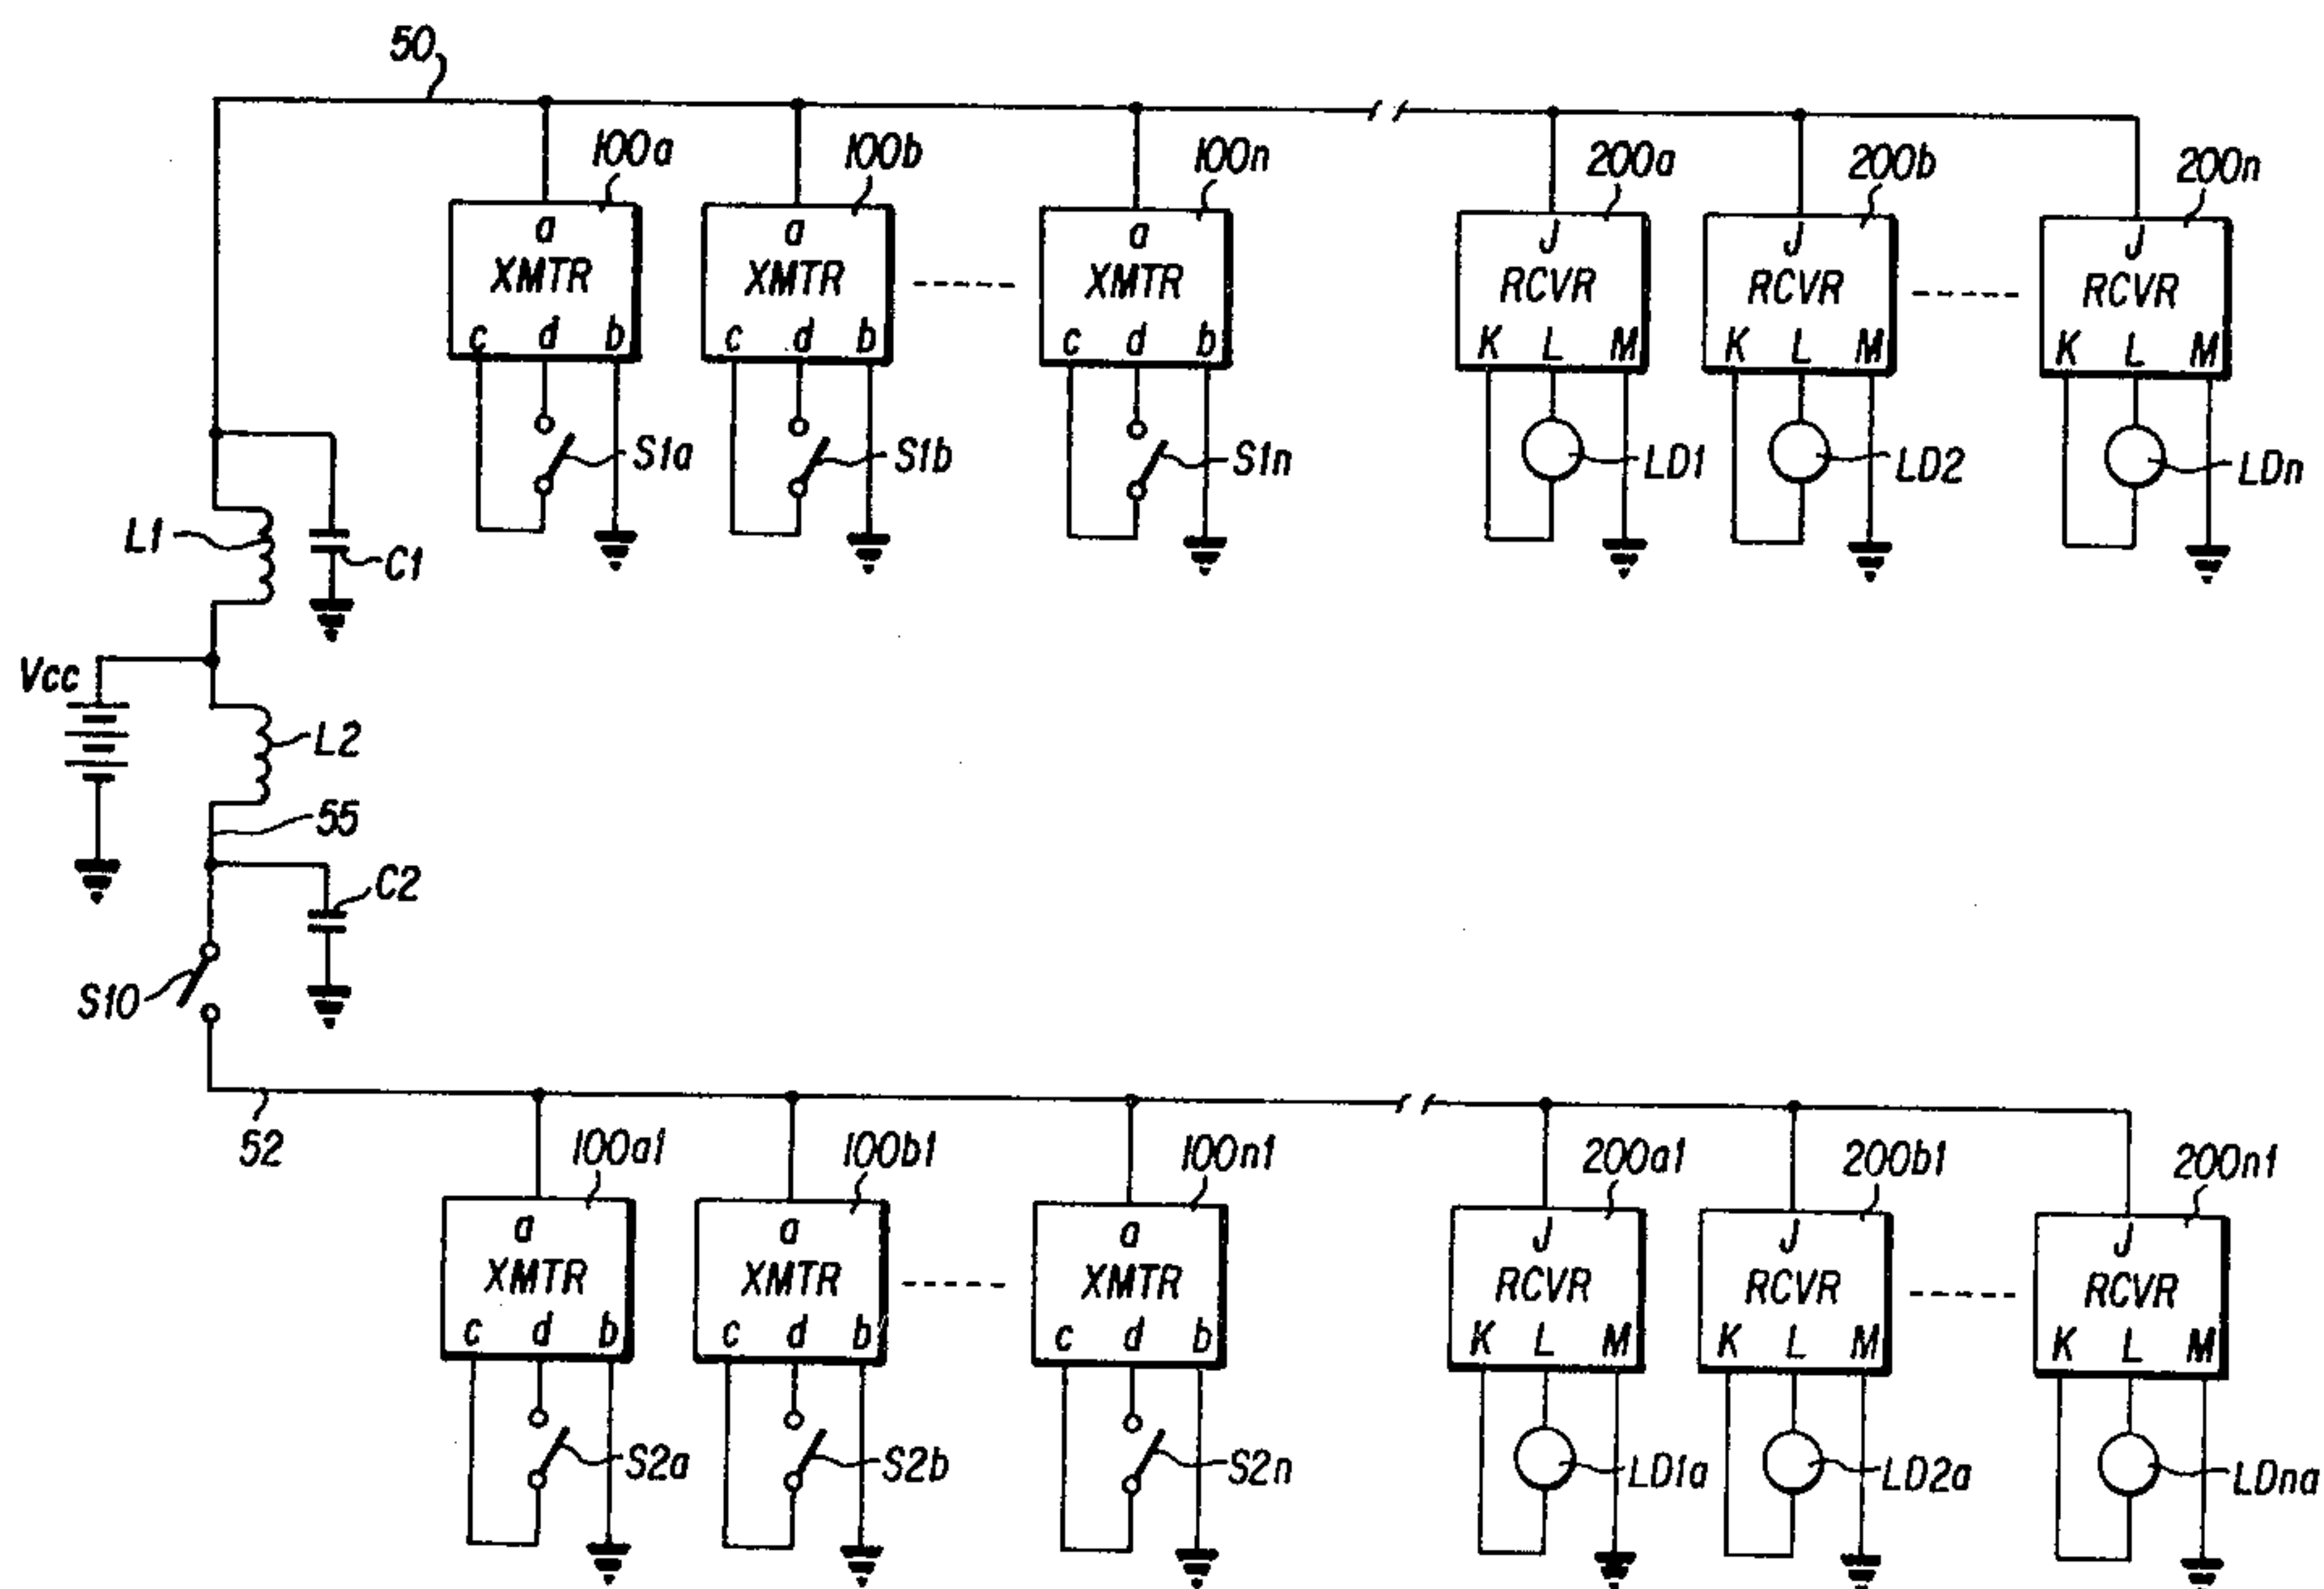 50
100a
100b
100n
200a
200b
200n
a
XMTR
c d b
a
XMTR
c d b
a
XMTR
c d b
J
RCVR
K L M
J
RCVR
K L M
J
RCVR
K L M
S1a
S1b
S1n
LD1
LD2
LDn
L1
C1
Vcc
L2
55
C2
S10
52
100a1
100b1
100n1
200a1
200b1
200n1
a
XMTR
c d b
a
XMTR
c d b
a
XMTR
c d b
J
RCVR
K L M
J
RCVR
K L M
J
RCVR
K L M
S2a
S2b
S2n
LD1a
LD2a
LDna